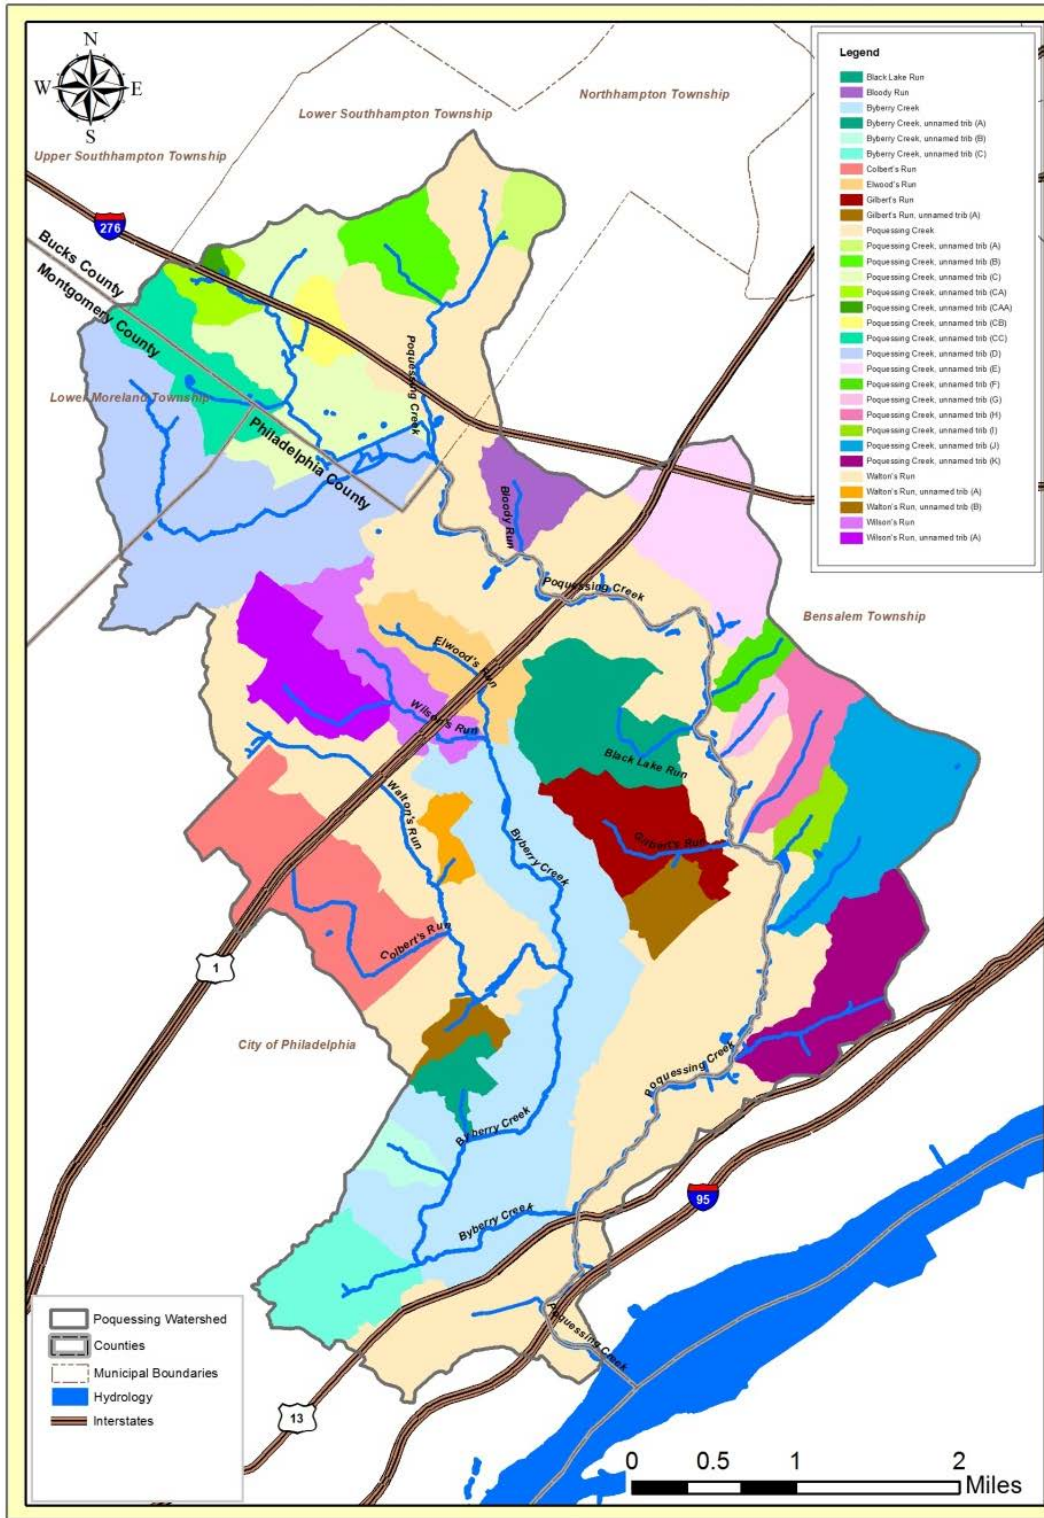 N
W E
S
Upper Southhampton Township
Lower Southhampton Township
Northhampton Township
276
Bucks County
Montgomery County
Lower Moreland Township
Philadelphia County
Poquessing Creek
Bloody Run
Poquessing Creek
Bensalem Township
Elwood's Run
Wilson's Run
Black Lake Run
Walton's Run
Byberry Creek
Gilbert's Run
Colbert's Run
1
City of Philadelphia
Poquessing Creek
Byberry Creek
95
Byberry Creek
Poquessing Creek
13
Legend
Black Lake Run
Bloody Run
Byberry Creek
Byberry Creek, unnamed trib (A)
Byberry Creek, unnamed trib (B)
Byberry Creek, unnamed trib (C)
Colbert's Run
Elwood's Run
Gilbert's Run
Gilbert's Run, unnamed trib (A)
Poquessing Creek
Poquessing Creek, unnamed trib (A)
Poquessing Creek, unnamed trib (B)
Poquessing Creek, unnamed trib (C)
Poquessing Creek, unnamed trib (CA)
Poquessing Creek, unnamed trib (CAA)
Poquessing Creek, unnamed trib (CB)
Poquessing Creek, unnamed trib (CC)
Poquessing Creek, unnamed trib (D)
Poquessing Creek, unnamed trib (E)
Poquessing Creek, unnamed trib (F)
Poquessing Creek, unnamed trib (G)
Poquessing Creek, unnamed trib (H)
Poquessing Creek, unnamed trib (I)
Poquessing Creek, unnamed trib (J)
Poquessing Creek, unnamed trib (K)
Walton's Run
Walton's Run, unnamed trib (A)
Walton's Run, unnamed trib (B)
Wilson's Run
Wilson's Run, unnamed trib (A)
Poquessing Watershed
Counties
Municipal Boundaries
Hydrology
Interstates
0 0.5 1 2
Miles